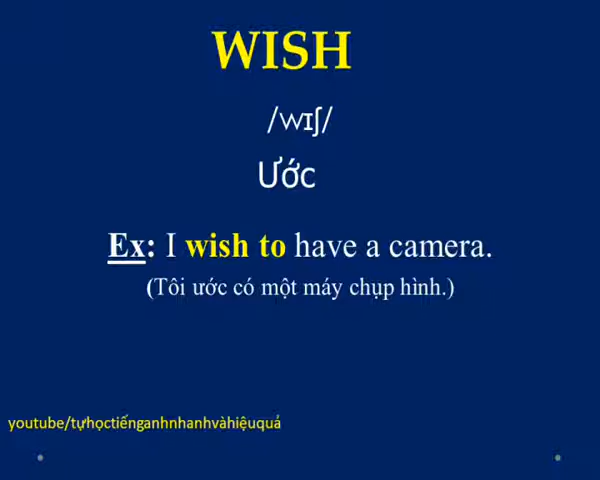 WISH
/wɪʃ/
Ước
Ex: I wish to have a camera.
(Tôi ước có một máy chụp hình.)
youtube/tựhọctiếnganhnhanhvàhiệuquả